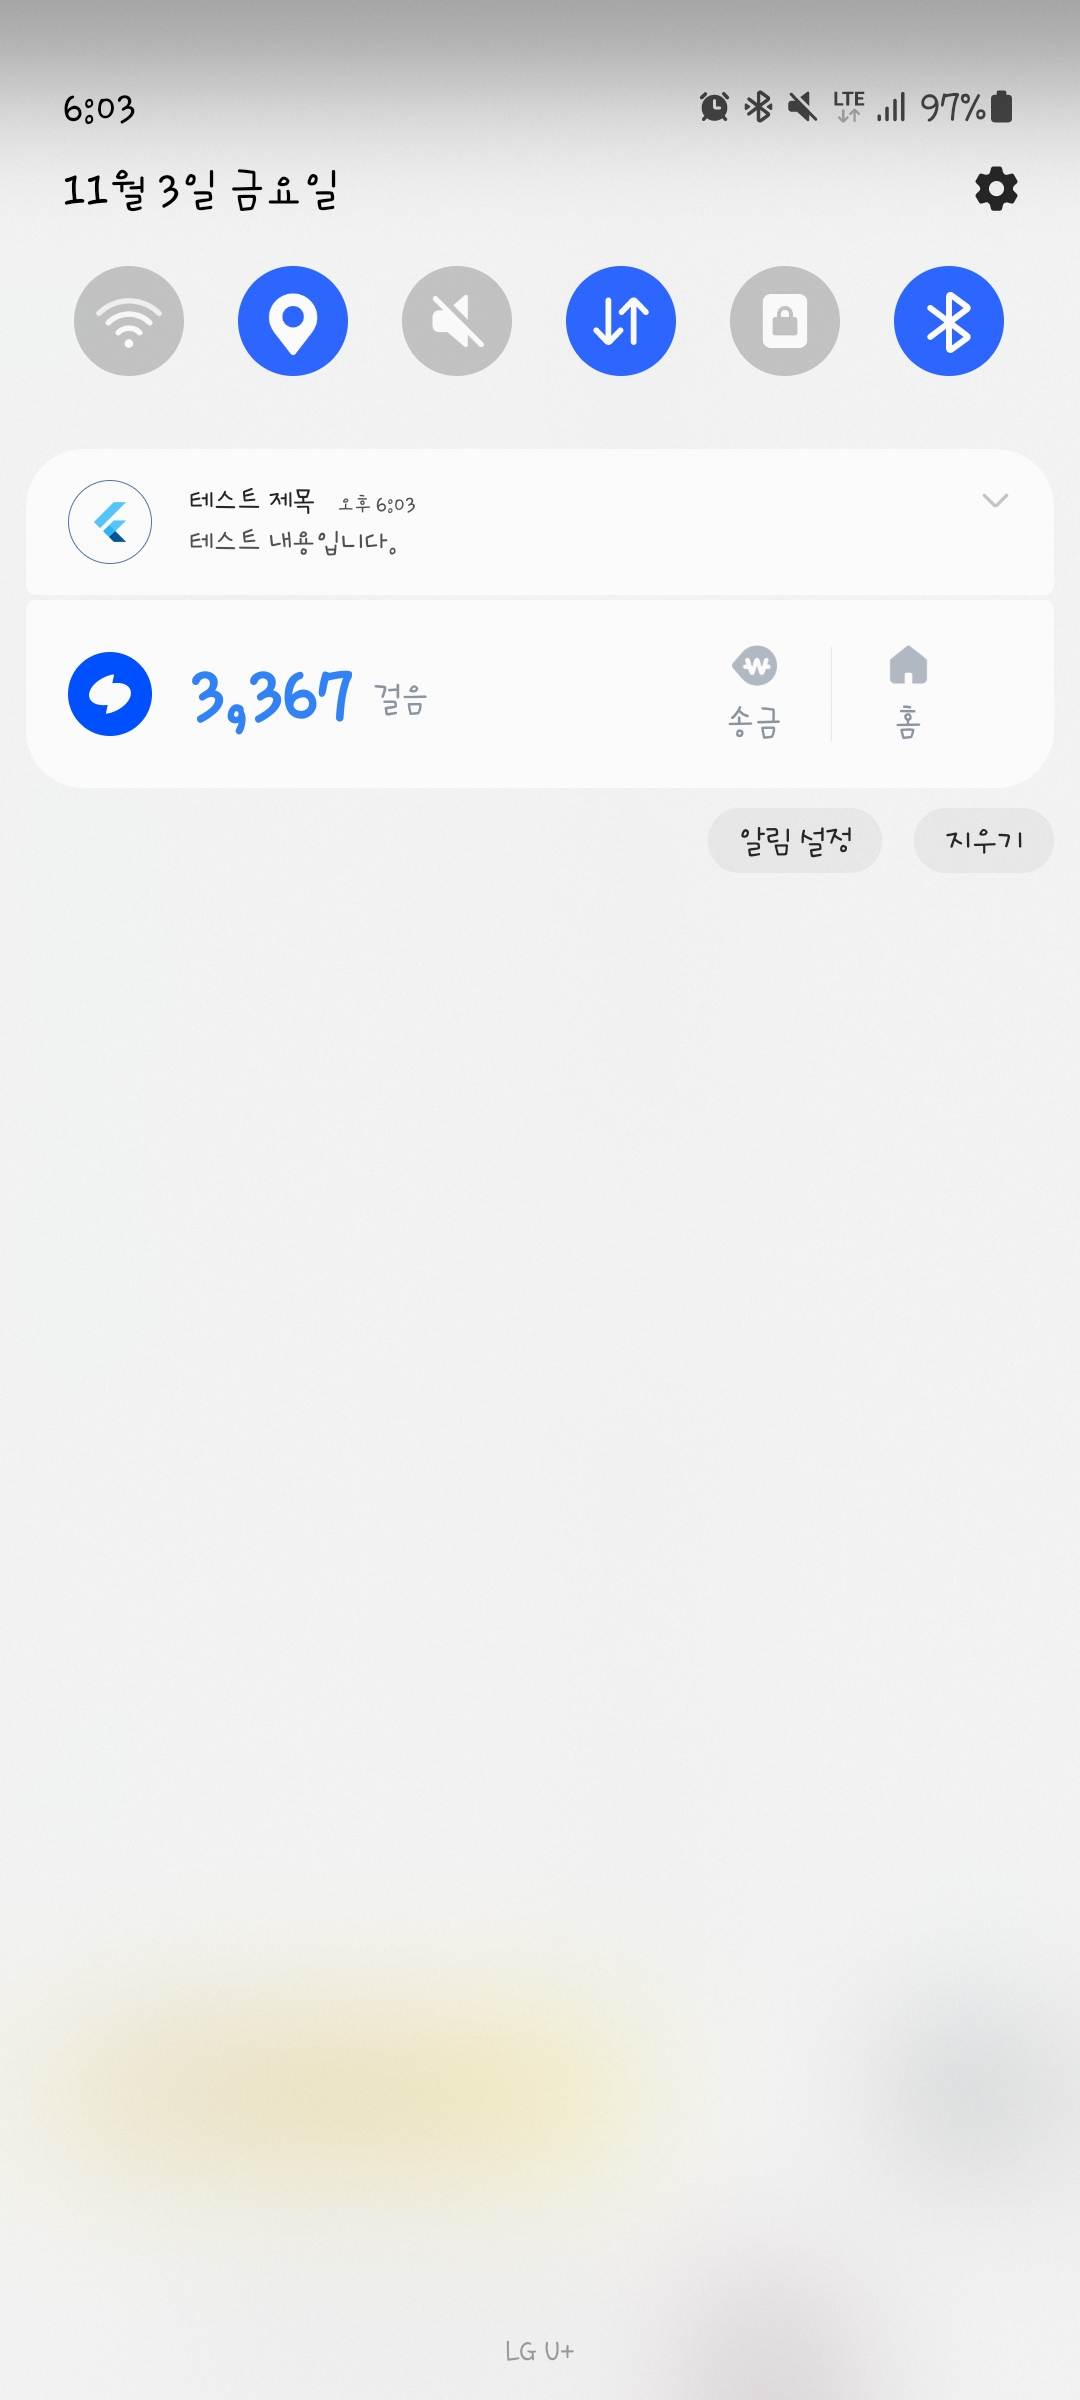 6:03 LTE 97%
11월 3일 금요일
테스트 제목 오후 6:03
테스트 내용입니다.
3,367 걸음
송금 홈
알림 설정 지우기
LG U+